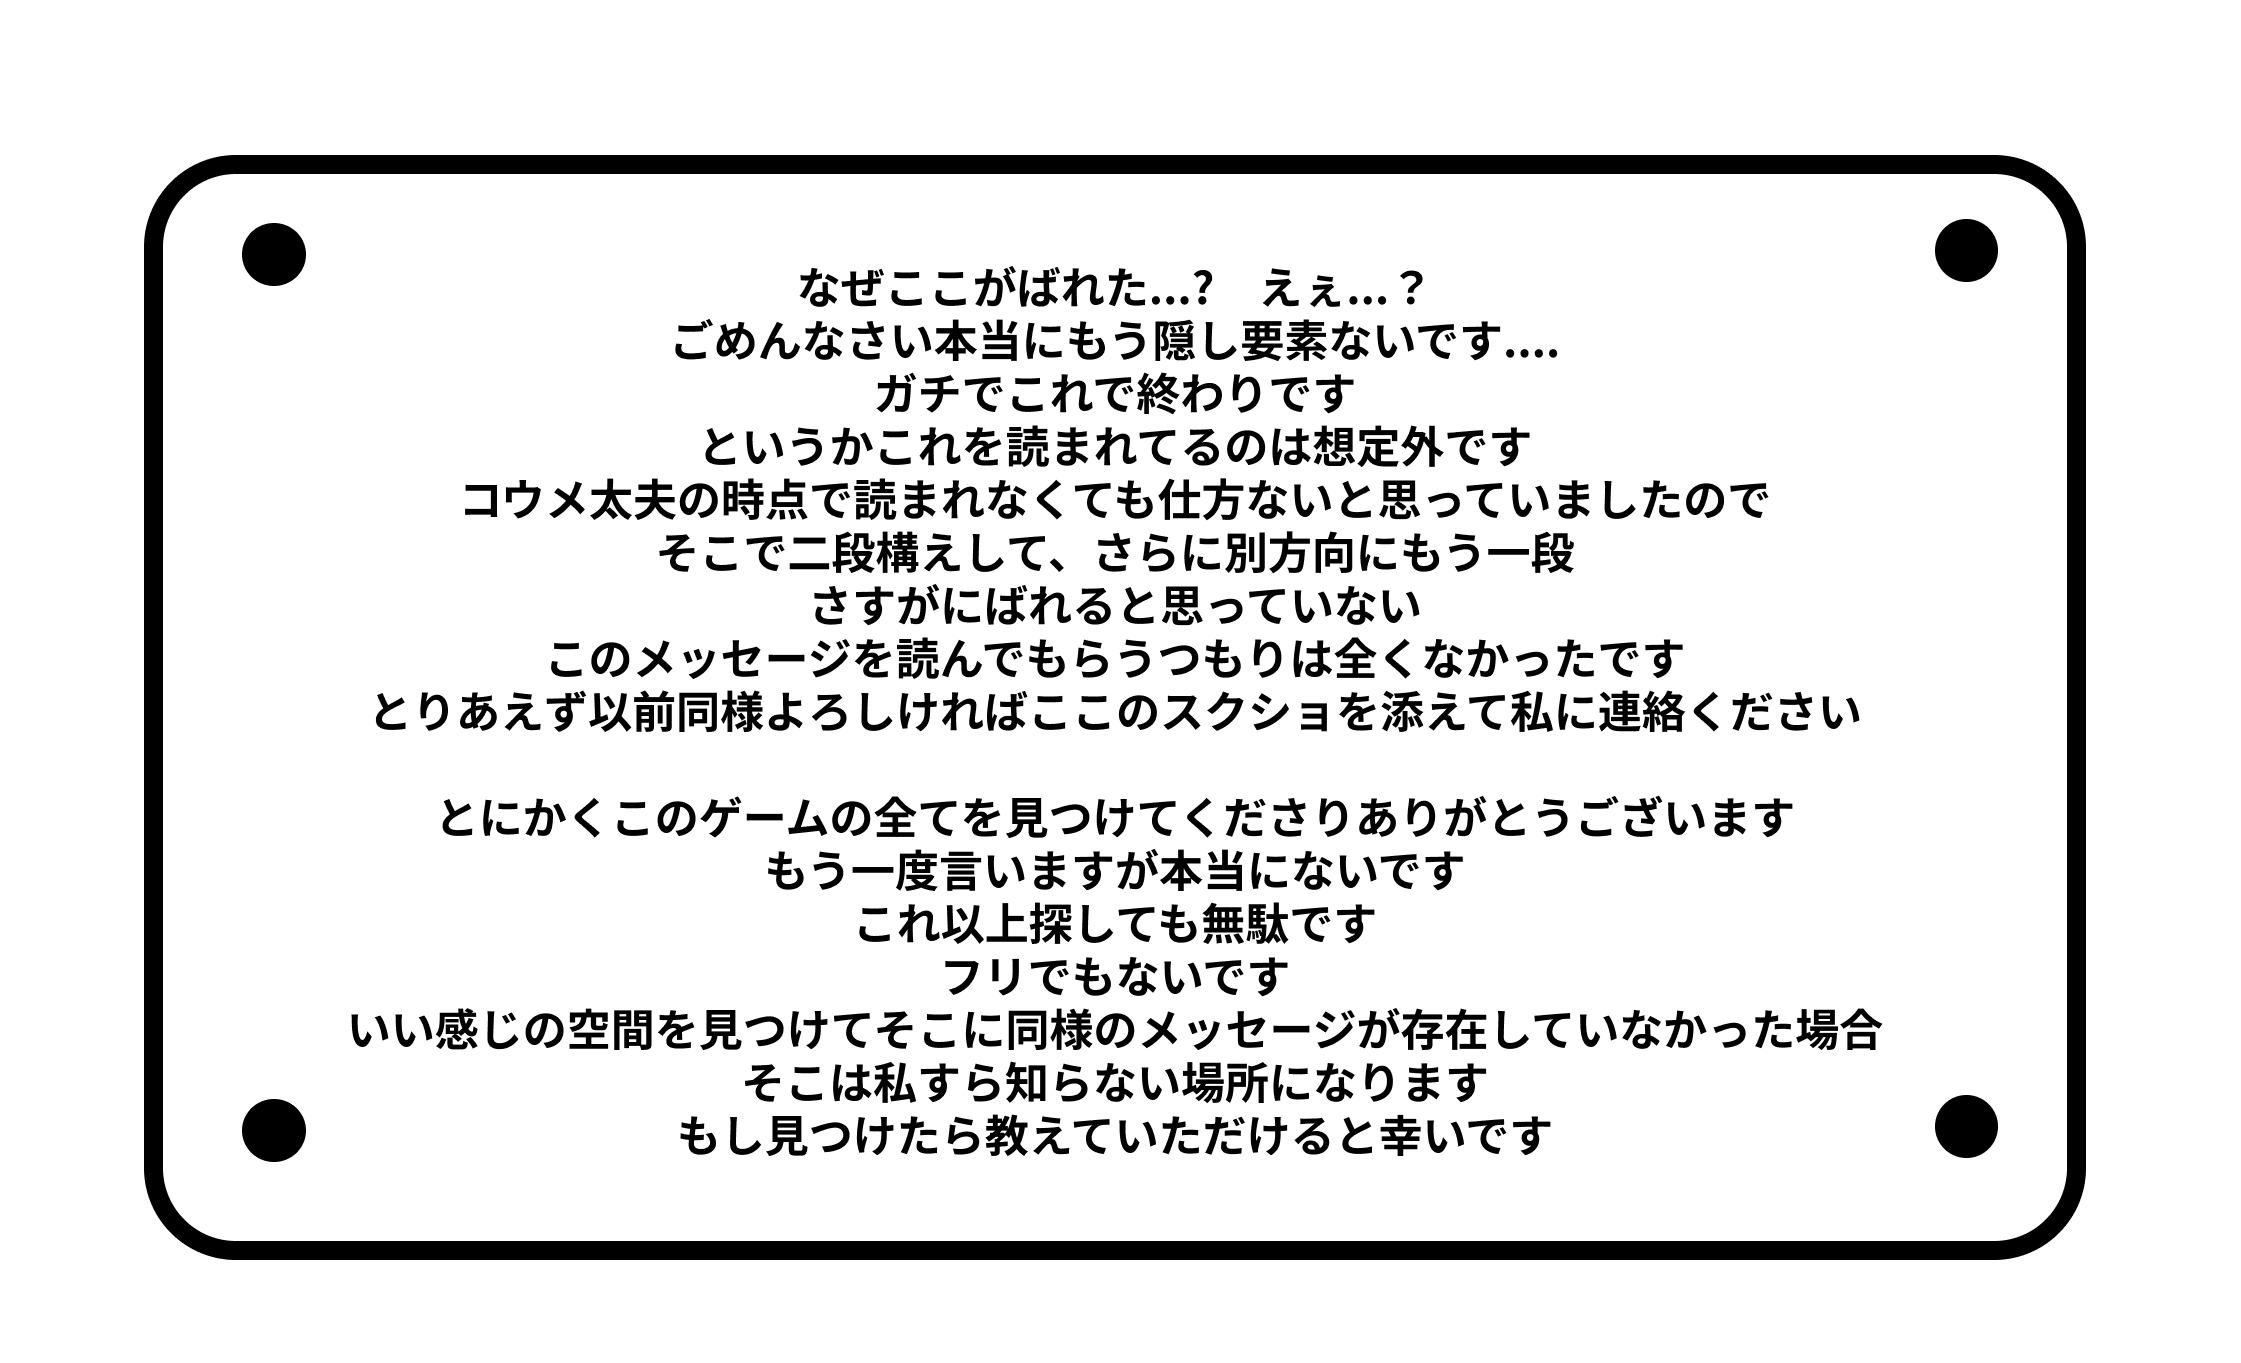 なぜここがばれた...?　えぇ...？
ごめんなさい本当にもう隠し要素ないです....
ガチでこれで終わりです
というかこれを読まれてるのは想定外です
コウメ太夫の時点で読まれなくても仕方ないと思っていましたので
そこで二段構えして、さらに別方向にもう一段
さすがにばれると思っていない
このメッセージを読んでもらうつもりは全くなかったです
とりあえず以前同様よろしければここのスクショを添えて私に連絡ください
とにかくこのゲームの全てを見つけてくださりありがとうございます
もう一度言いますが本当にないです
これ以上探しても無駄です
フリでもないです
いい感じの空間を見つけてそこに同様のメッセージが存在していなかった場合
そこは私すら知らない場所になります
もし見つけたら教えていただけると幸いです